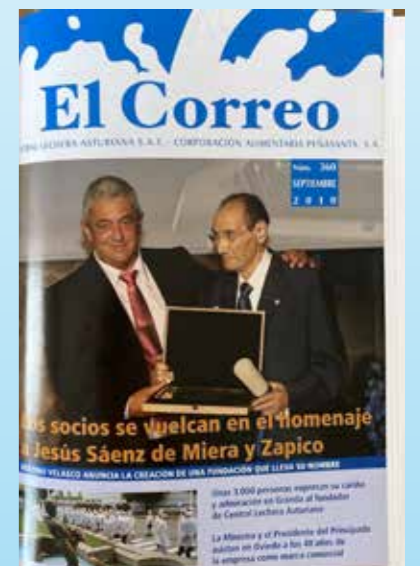 El Correo
LECHERA ASTURIANA S.A.T. - CORPORACIÓN ALIMENTARIA PEÑASANTA, S.A.
Núm. 360
SEPTIEMBRE
2010
socios se vuelcan en el homenaje
a Jesús Sáenz de Miera y Zapico
VELASCO ANUNCIA LA CREACIÓN DE UNA FUNDACIÓN QUE LLEVA SU NOMBRE
Unas 3.000 personas expresan su cariño
y admiración en Granda al fundador
de Central Lechera Asturiana
La Ministra y el Presidente del Principado
asisten en Oviedo a los 40 años de
la empresa como marca comercial